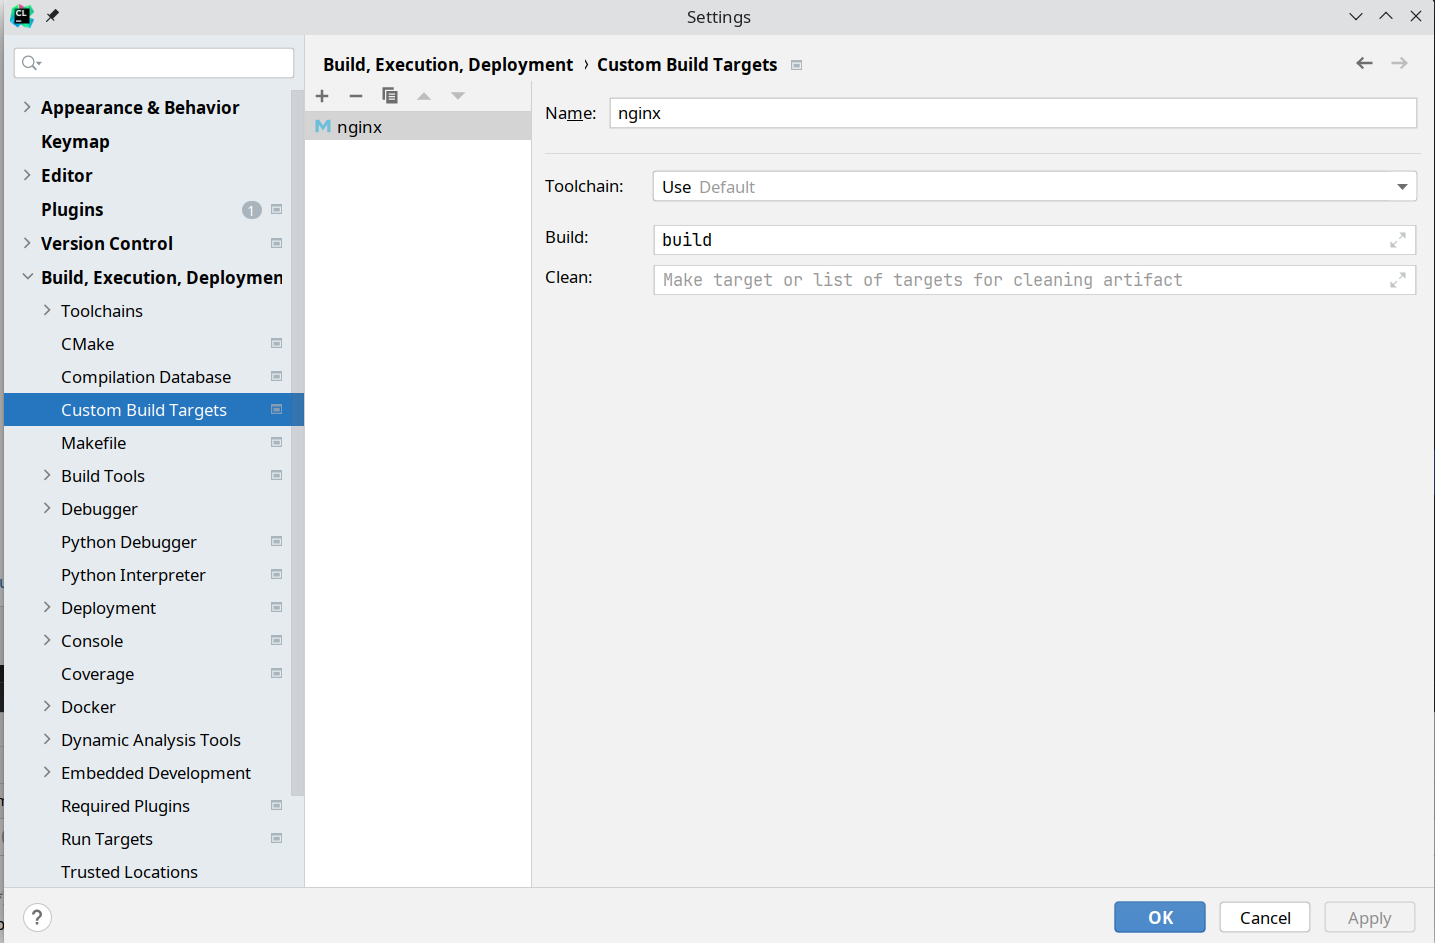 Settings
Build, Execution, Deployment › Custom Build Targets
Appearance & Behavior
Keymap
Editor
Plugins 1
Version Control
Build, Execution, Deploymen
Toolchains
CMake
Compilation Database
Custom Build Targets
Makefile
Build Tools
Debugger
Python Debugger
Python Interpreter
Deployment
Console
Coverage
Docker
Dynamic Analysis Tools
Embedded Development
Required Plugins
Run Targets
Trusted Locations
M nginx
Name: nginx
Toolchain: Use Default
Build: build
Clean: Make target or list of targets for cleaning artifact
? OK Cancel Apply